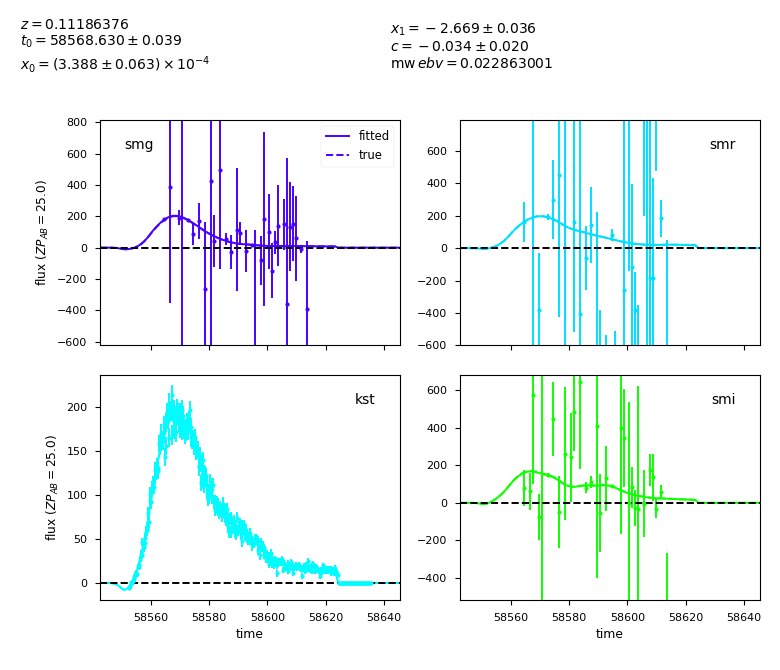 z = 0.11186376
t₀ = 58568.630 ± 0.039
x₀ = (3.388 ± 0.063) × 10⁻⁴
x₁ = −2.669 ± 0.036
c = −0.034 ± 0.020
mw ebv = 0.022863001
smg
fitted
true
800
600
400
200
0
−200
−400
−600
flux (ZP_AB = 25.0)
smr
600
400
200
0
−200
−400
−600
kst
200
150
100
50
0
flux (ZP_AB = 25.0)
58560 58580 58600 58620 58640
time
smi
600
400
200
0
−200
−400
58560 58580 58600 58620 58640
time